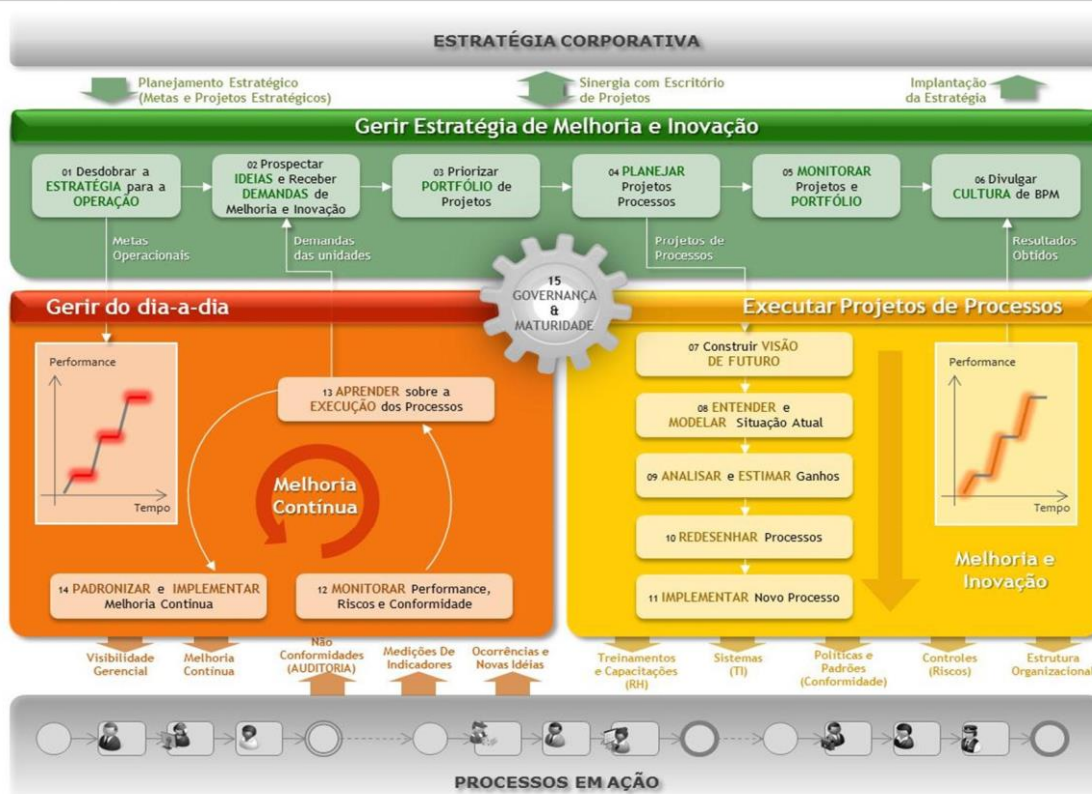 ESTRATÉGIA CORPORATIVA
Planejamento Estratégico
(Metas e Projetos Estratégicos)
Sinergia com Escritório
de Projetos
Implantação
da Estratégia
Gerir Estratégia de Melhoria e Inovação
01 Desdobrar a
ESTRATÉGIA para a
OPERAÇÃO
02 Prospectar
IDEIAS e Receber
DEMANDAS de
Melhoria e Inovação
03 Priorizar
PORTFÓLIO de
Projetos
04 PLANEJAR
Projetos
Processos
05 MONITORAR
Projetos e
PORTFÓLIO
06 Divulgar
CULTURA de BPM
Metas
Operacionais
Demandas
das unidades
Projetos de
Processos
Resultados
Obtidos
15
GOVERNANÇA
&
MATURIDADE
Gerir do dia-a-dia
Performance
Tempo
13 APRENDER sobre a
EXECUÇÃO dos Processos
Melhoria
Contínua
14 PADRONIZAR e IMPLEMENTAR
Melhoria Continua
12 MONITORAR Performance,
Riscos e Conformidade
Executar Projetos de Processos
07 Construir VISÃO
DE FUTURO
08 ENTENDER e
MODELAR Situação Atual
09 ANALISAR e ESTIMAR Ganhos
10 REDESENHAR Processos
11 IMPLEMENTAR Novo Processo
Performance
Tempo
Melhoria e
Inovação
Visibilidade
Gerencial
Melhoria
Contínua
Não
Conformidades
(AUDITORIA)
Medições De
Indicadores
Ocorrências e
Novas Idéias
Treinamentos
e Capacitações
(RH)
Sistemas
(TI)
Políticas e
Padrões
(Conformidade)
Controles
(Riscos)
Estrutura
Organizacional
PROCESSOS EM AÇÃO